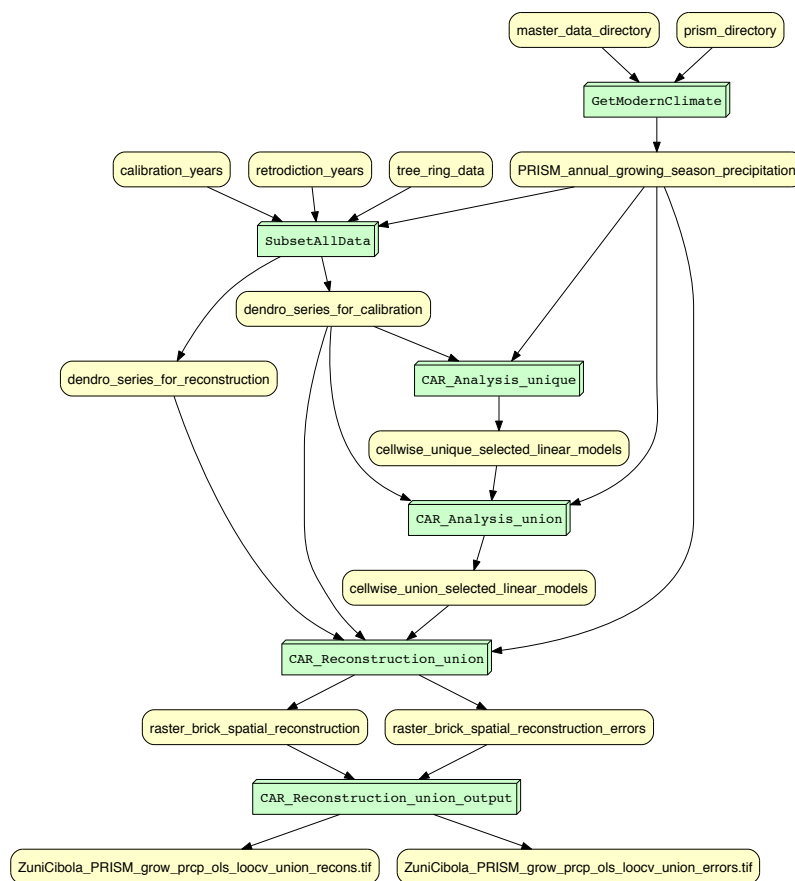 master_data_directory
prism_directory
GetModernClimate
calibration_years
retrodiction_years
tree_ring_data
PRISM_annual_growing_season_precipitation
SubsetAllData
dendro_series_for_calibration
dendro_series_for_reconstruction
CAR_Analysis_unique
cellwise_unique_selected_linear_models
CAR_Analysis_union
cellwise_union_selected_linear_models
CAR_Reconstruction_union
raster_brick_spatial_reconstruction
raster_brick_spatial_reconstruction_errors
CAR_Reconstruction_union_output
ZuniCibola_PRISM_grow_prcp_ols_loocv_union_recons.tif
ZuniCibola_PRISM_grow_prcp_ols_loocv_union_errors.tif